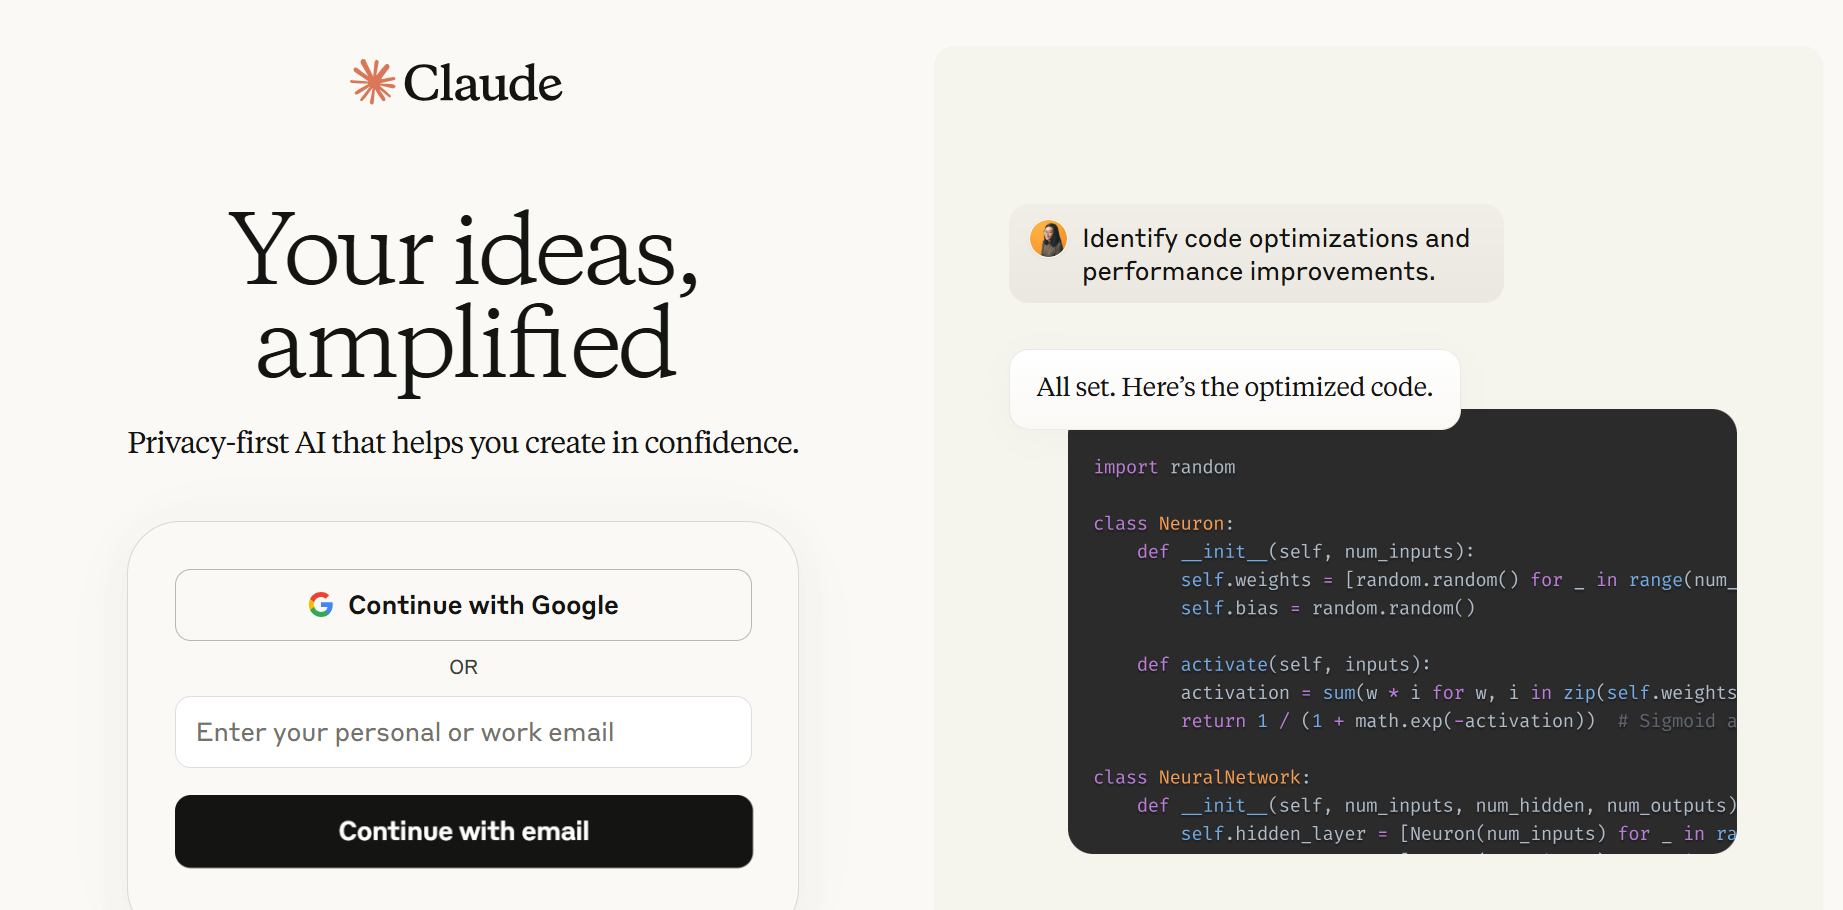 Claude
Your ideas,
amplified
Privacy-first AI that helps you create in confidence.
Continue with Google
OR
Enter your personal or work email
Continue with email
Identify code optimizations and
performance improvements.
All set. Here’s the optimized code.
import random
class Neuron:
    def __init__(self, num_inputs):
        self.weights = [random.random() for _ in range(num_
        self.bias = random.random()
    def activate(self, inputs):
        activation = sum(w * i for w, i in zip(self.weights
        return 1 / (1 + math.exp(-activation))  # Sigmoid a
class NeuralNetwork:
    def __init__(self, num_inputs, num_hidden, num_outputs)
        self.hidden_layer = [Neuron(num_inputs) for _ in ra